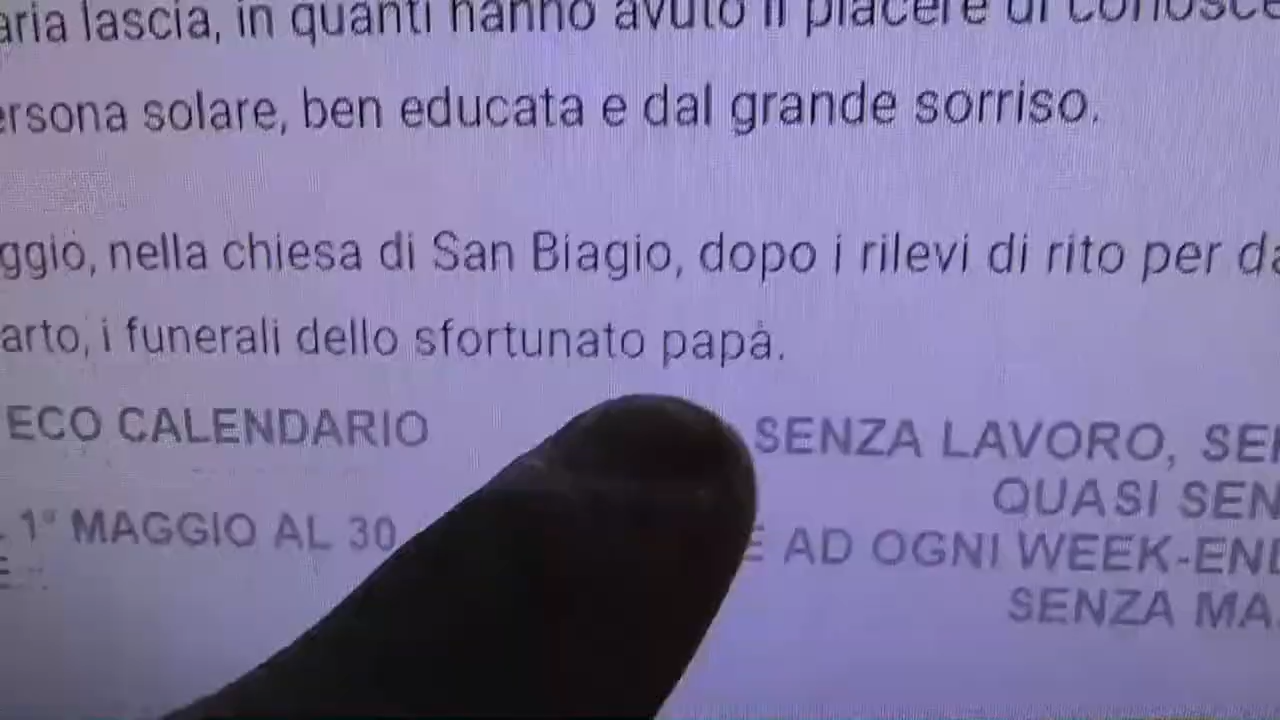 aria lascia, in quanti hanno avuto il piacere di conosce
ersona solare, ben educata e dal grande sorriso.
ggio, nella chiesa di San Biagio, dopo i rilevi di rito per da
arto, i funerali dello sfortunato papà.
ECO CALENDARIO
SENZA LAVORO, SEN
QUASI SEN
1° MAGGIO AL 30
E AD OGNI WEEK-END
SENZA MA